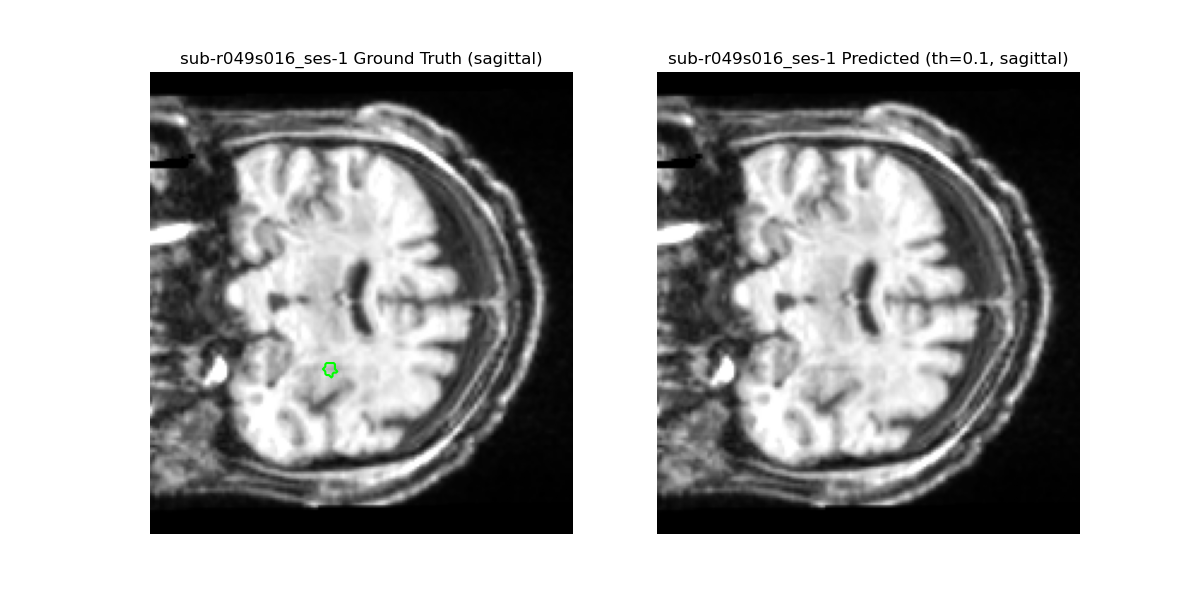 sub-r049s016_ses-1 Ground Truth (sagittal)
sub-r049s016_ses-1 Predicted (th=0.1, sagittal)